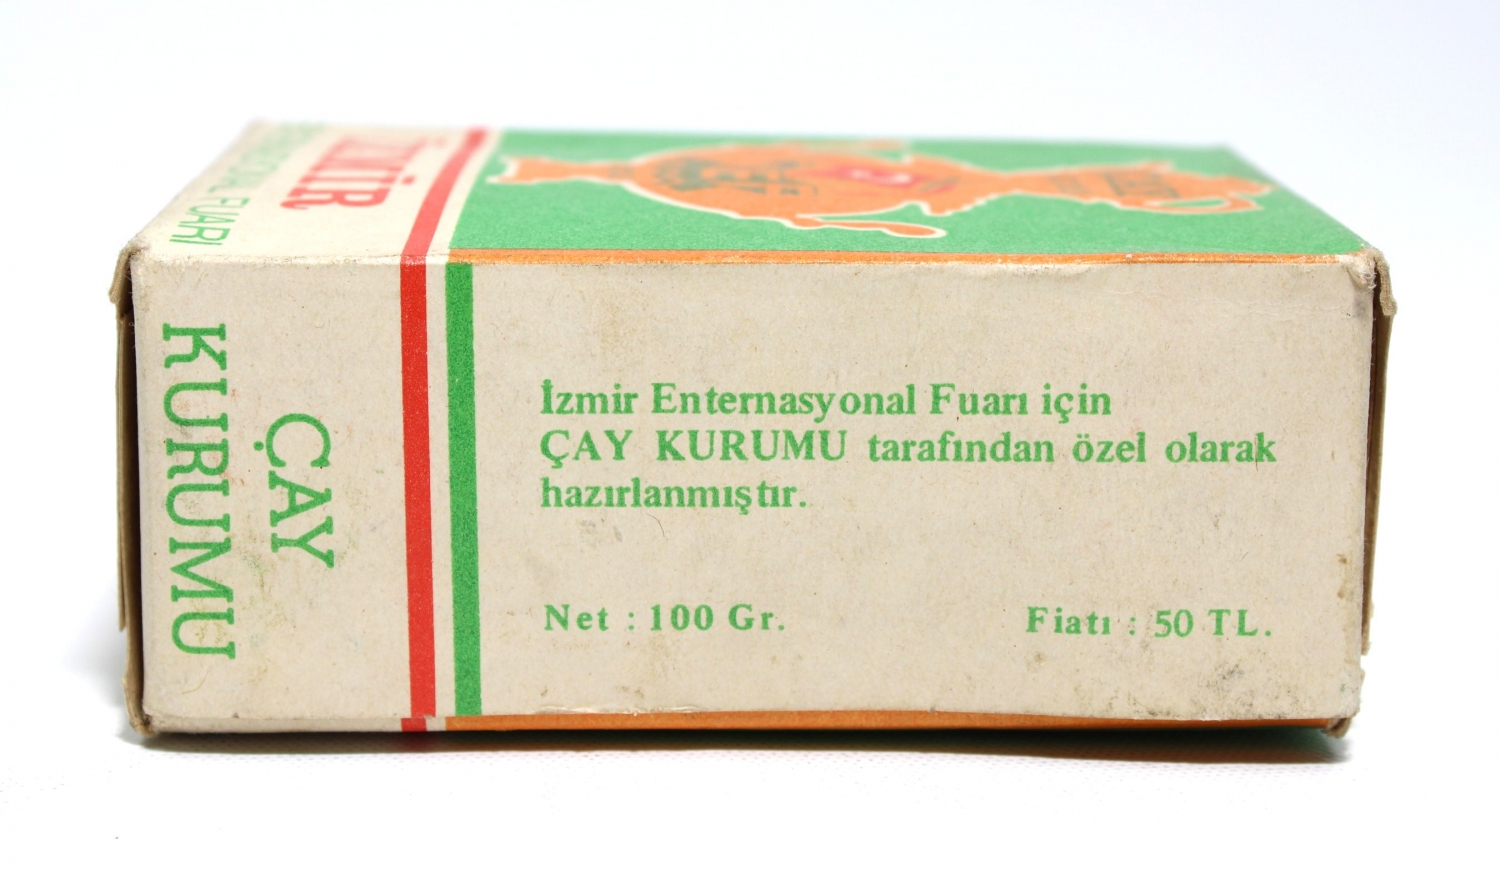 İZMİR
FUARI
ÇAY
KURUMU
İzmir Enternasyonal Fuarı için
ÇAY KURUMU tarafından özel olarak
hazırlanmıştır.
Net : 100 Gr.
Fiatı : 50 TL.